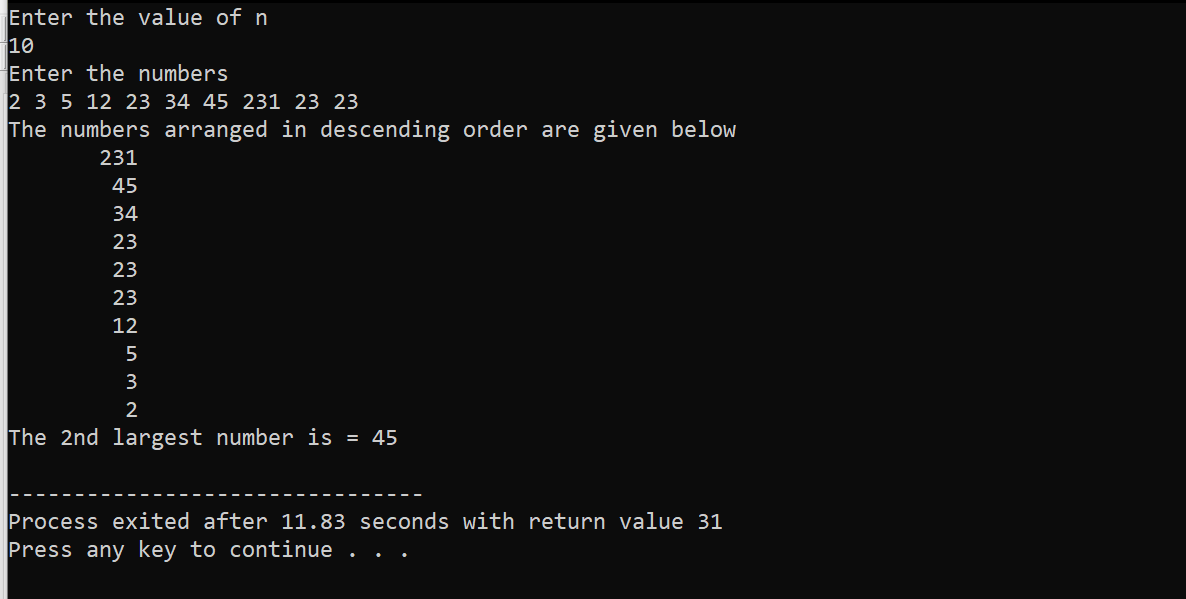 Enter the value of n
10
Enter the numbers
2 3 5 12 23 34 45 231 23 23
The numbers arranged in descending order are given below
231
45
34
23
23
23
12
5
3
2
The 2nd largest number is = 45
--------------------------------
Process exited after 11.83 seconds with return value 31
Press any key to continue . . .